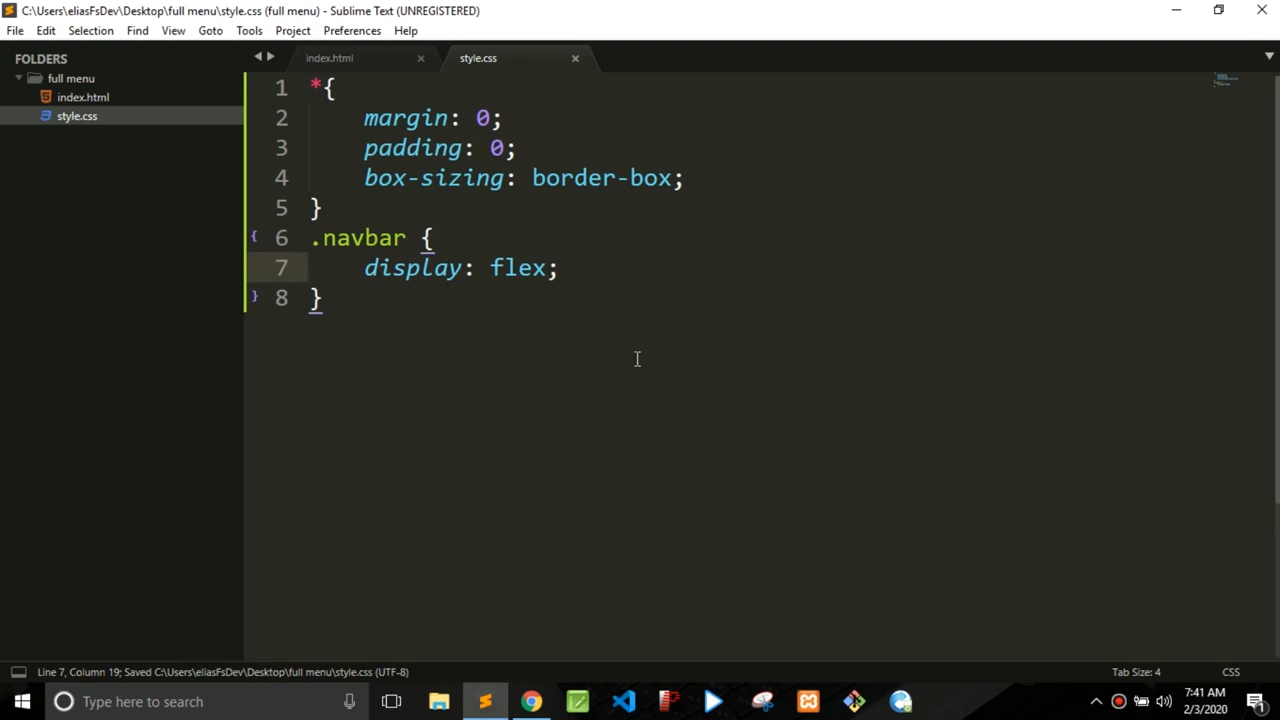 C:\Users\eliasFsDev\Desktop\full menu\style.css (full menu) - Sublime Text (UNREGISTERED)
File Edit Selection Find View Goto Tools Project Preferences Help
FOLDERS
full menu
index.html
style.css
index.html
style.css
1 *{
2 margin: 0;
3 padding: 0;
4 box-sizing: border-box;
5 }
6 .navbar {
7 display: flex;
8 }
Line 7, Column 19; Saved C:\Users\eliasFsDev\Desktop\full menu\style.css (UTF-8)
Tab Size: 4
CSS
Type here to search
7:41 AM
2/3/2020
1